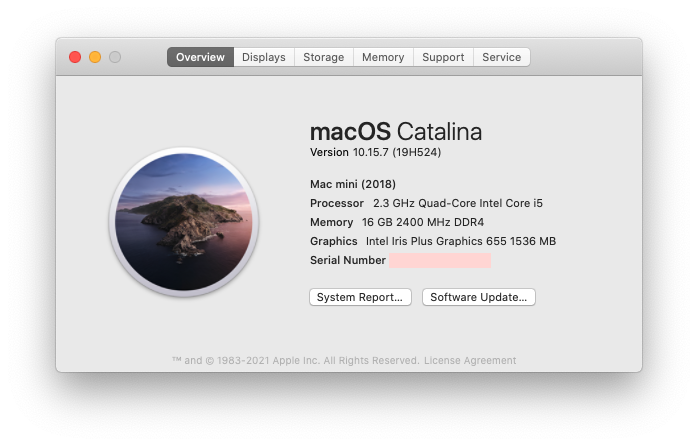 Overview Displays Storage Memory Support Service
macOS Catalina
Version 10.15.7 (19H524)
Mac mini (2018)
Processor 2.3 GHz Quad-Core Intel Core i5
Memory 16 GB 2400 MHz DDR4
Graphics Intel Iris Plus Graphics 655 1536 MB
Serial Number
System Report... Software Update...
™ and © 1983-2021 Apple Inc. All Rights Reserved. License Agreement